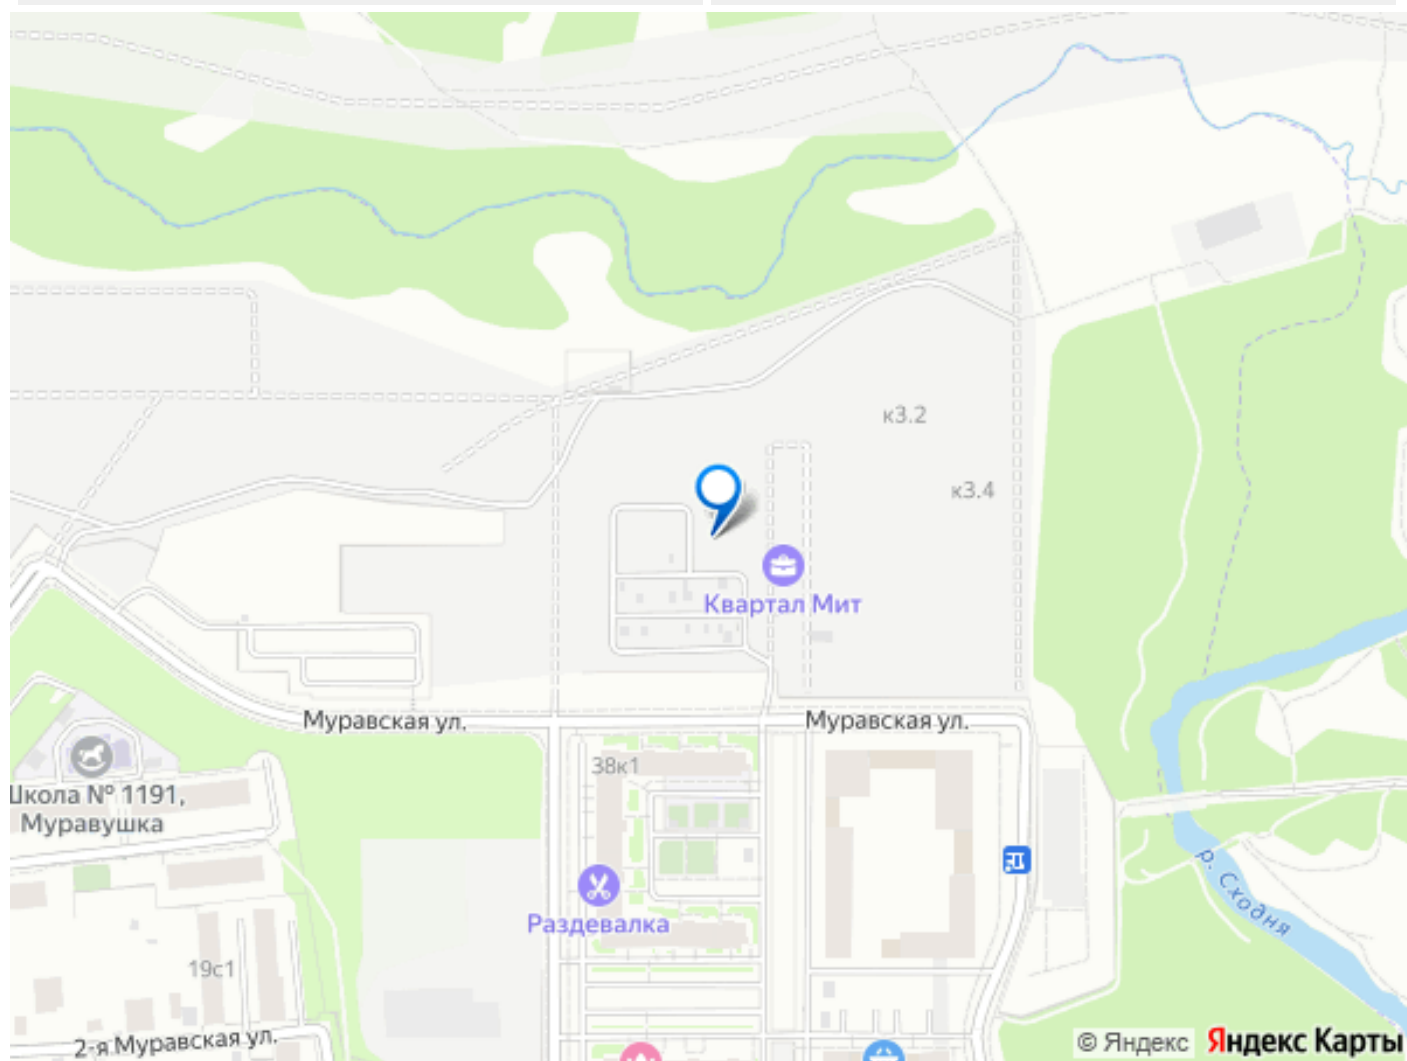 к3.2
к3.4
Квартал Мит
Муравская ул.
Муравская ул.
38к1
Школа № 1191,
Муравушка
р. Сходня
Раздевалка
19с1
2-я Муравская ул.
© Яндекс Яндекс Карты